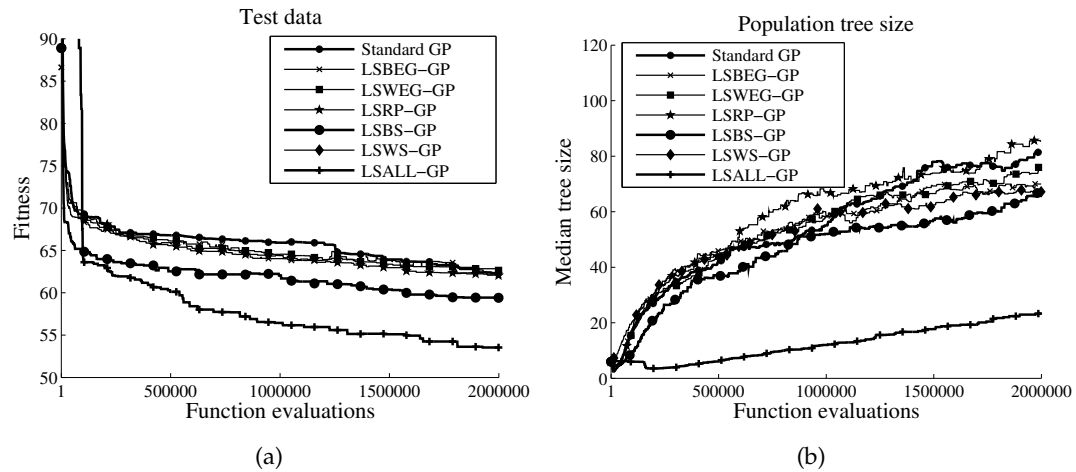 Test data
90
85
80
75
70
65
60
55
50
Fitness
Standard GP
LSBEG−GP
LSWEG−GP
LSRP−GP
LSBS−GP
LSWS−GP
LSALL−GP
1 500000 1000000 1500000 2000000
Function evaluations
(a)
Population tree size
120
100
80
60
40
20
0
Median tree size
Standard GP
LSBEG−GP
LSWEG−GP
LSRP−GP
LSBS−GP
LSWS−GP
LSALL−GP
1 500000 1000000 1500000 2000000
Function evaluations
(b)